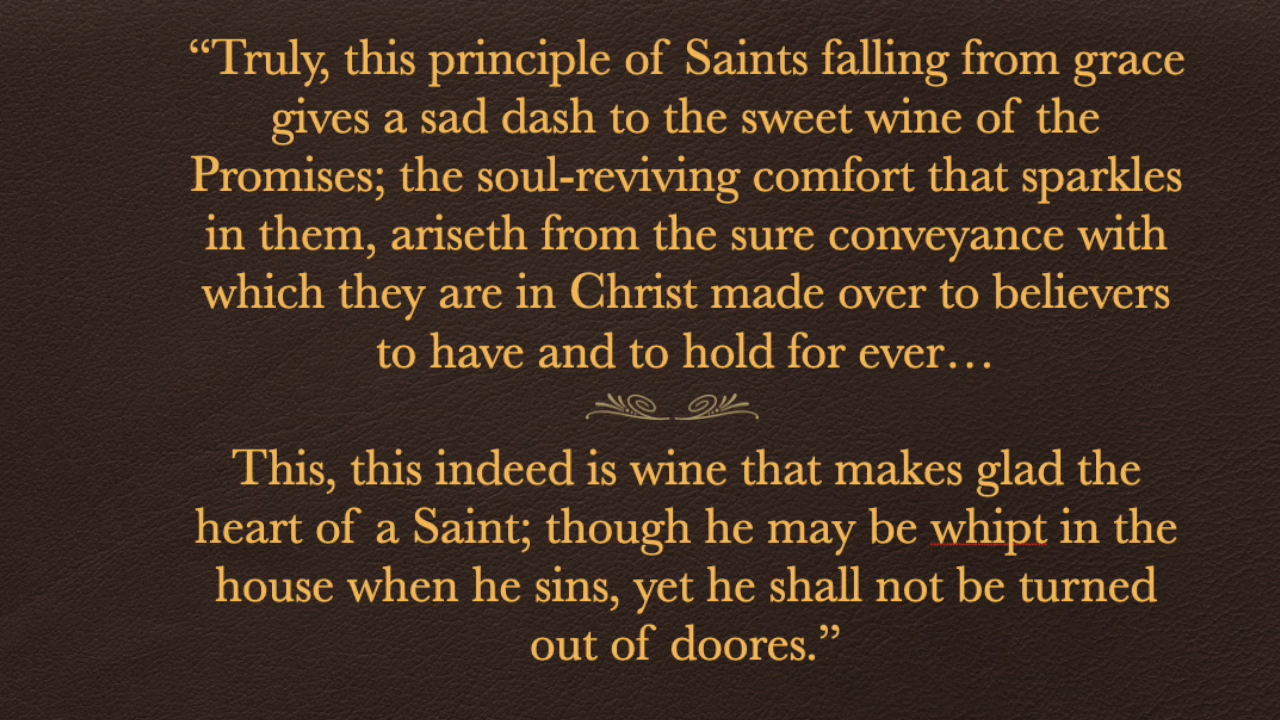 “Truly, this principle of Saints falling from grace
gives a sad dash to the sweet wine of the
Promises; the soul-reviving comfort that sparkles
in them, ariseth from the sure conveyance with
which they are in Christ made over to believers
to have and to hold for ever…
This, this indeed is wine that makes glad the
heart of a Saint; though he may be whipt in the
house when he sins, yet he shall not be turned
out of doores.”